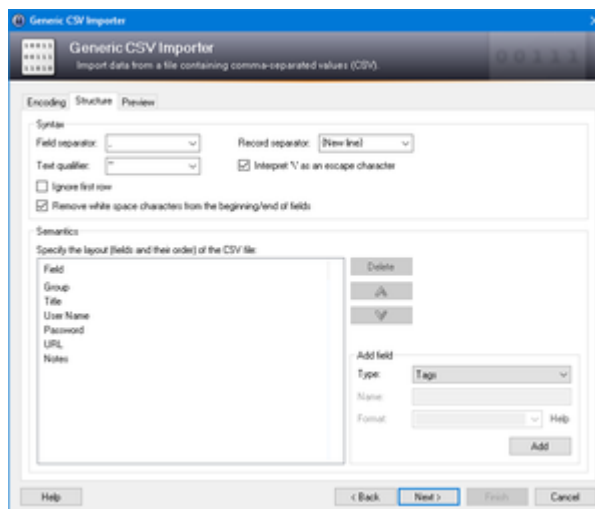 Generic CSV Importer
Generic CSV Importer
Import data from a file containing comma-separated values (CSV).
Encoding Structure Preview
Syntax
Field separator: , Record separator: (New line)
Text qualifier: " Interpret '\' as an escape character
Ignore first row
Remove white space characters from the beginning/end of fields
Semantics
Specify the layout (fields and their order) of the CSV file:
Field
Group
Title
User Name
Password
URL
Notes
Delete
Add field
Type: Tags
Name:
Format: Help
Add
Help < Back Next > Finish Cancel